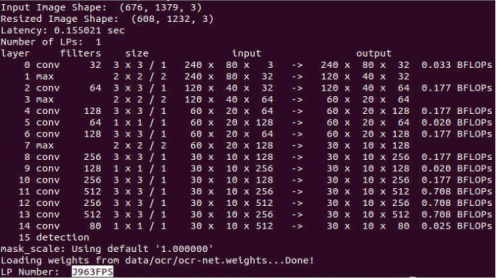 Input Image Shape:  (676, 1379, 3)
Resized Image Shape:  (608, 1232, 3)
Latency: 0.155021 sec
Number of LPs:  1
layer     filters    size              input                output
    0 conv     32  3 x 3 / 1   240 x  80 x   3   ->   240 x  80 x  32  0.033 BFLOPs
    1 max          2 x 2 / 2   240 x  80 x  32   ->   120 x  40 x  32
    2 conv     64  3 x 3 / 1   120 x  40 x  32   ->   120 x  40 x  64  0.177 BFLOPs
    3 max          2 x 2 / 2   120 x  40 x  64   ->    60 x  20 x  64
    4 conv    128  3 x 3 / 1    60 x  20 x  64   ->    60 x  20 x 128  0.177 BFLOPs
    5 conv     64  1 x 1 / 1    60 x  20 x 128   ->    60 x  20 x  64  0.020 BFLOPs
    6 conv    128  3 x 3 / 1    60 x  20 x  64   ->    60 x  20 x 128  0.177 BFLOPs
    7 max          2 x 2 / 2    60 x  20 x 128   ->    30 x  10 x 128
    8 conv    256  3 x 3 / 1    30 x  10 x 128   ->    30 x  10 x 256  0.177 BFLOPs
    9 conv    128  1 x 1 / 1    30 x  10 x 256   ->    30 x  10 x 128  0.020 BFLOPs
   10 conv    256  3 x 3 / 1    30 x  10 x 128   ->    30 x  10 x 256  0.177 BFLOPs
   11 conv    512  3 x 3 / 1    30 x  10 x 256   ->    30 x  10 x 512  0.708 BFLOPs
   12 conv    256  3 x 3 / 1    30 x  10 x 512   ->    30 x  10 x 256  0.708 BFLOPs
   13 conv    512  3 x 3 / 1    30 x  10 x 256   ->    30 x  10 x 512  0.708 BFLOPs
   14 conv     80  1 x 1 / 1    30 x  10 x 512   ->    30 x  10 x  80  0.025 BFLOPs
   15 detection
mask_scale: Using default '1.000000'
Loading weights from data/ocr/ocr-net.weights...Done!
LP Number:  J963FPS